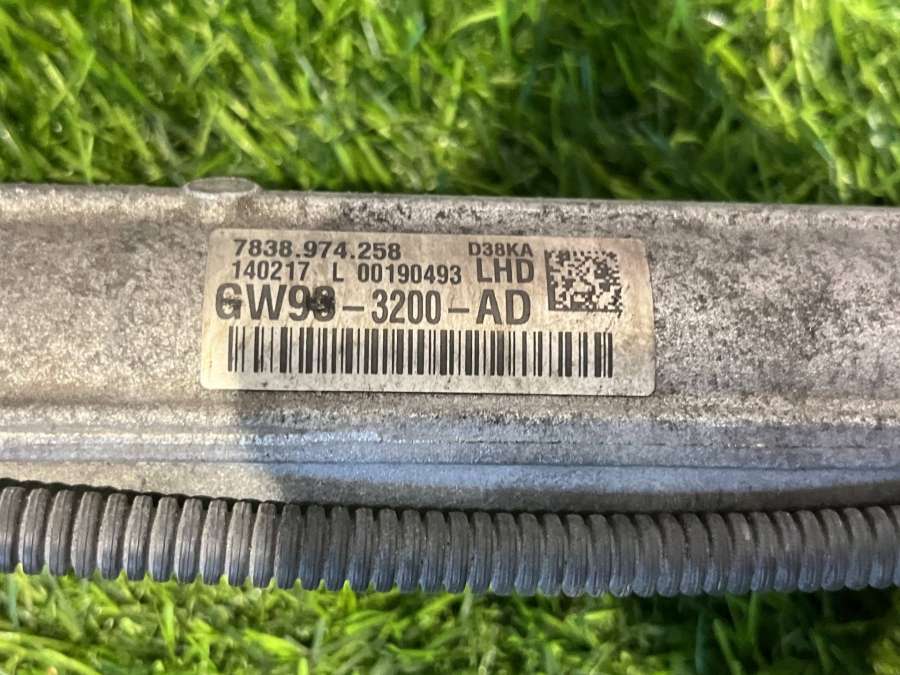 7838.974.258 D38KA
140217 L 00190493 LHD
GW93-3200-AD